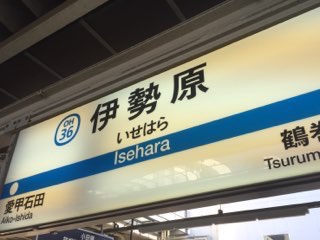 OH
36
伊勢原
いせはら
Isehara
愛甲石田
Aiko-Ishida
鶴巻
Tsurum